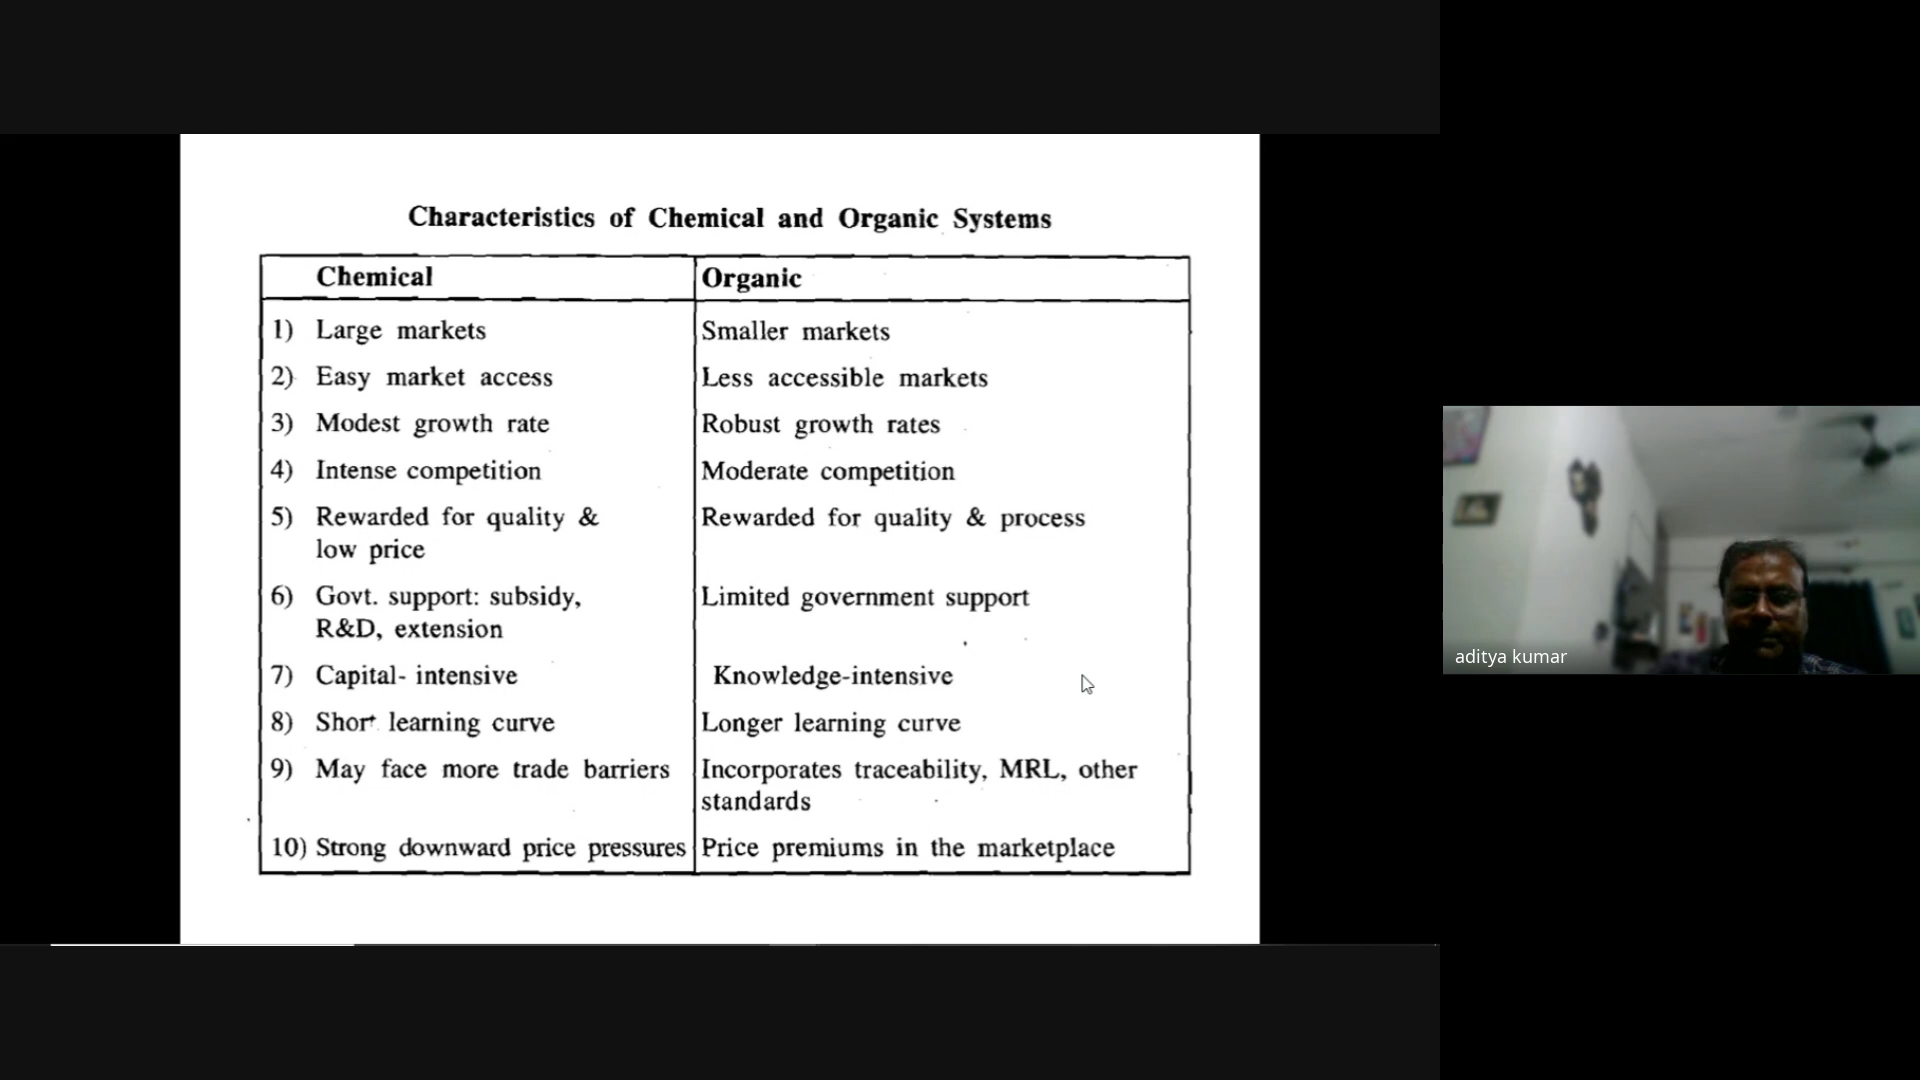 Characteristics of Chemical and Organic Systems
Chemical Organic
1) Large markets Smaller markets
2) Easy market access Less accessible markets
3) Modest growth rate Robust growth rates
4) Intense competition Moderate competition
5) Rewarded for quality & Rewarded for quality & process
low price
6) Govt. support: subsidy, Limited government support
R&D, extension
7) Capital- intensive Knowledge-intensive
8) Short learning curve Longer learning curve
9) May face more trade barriers Incorporates traceability, MRL, other
standards
10) Strong downward price pressures Price premiums in the marketplace
aditya kumar